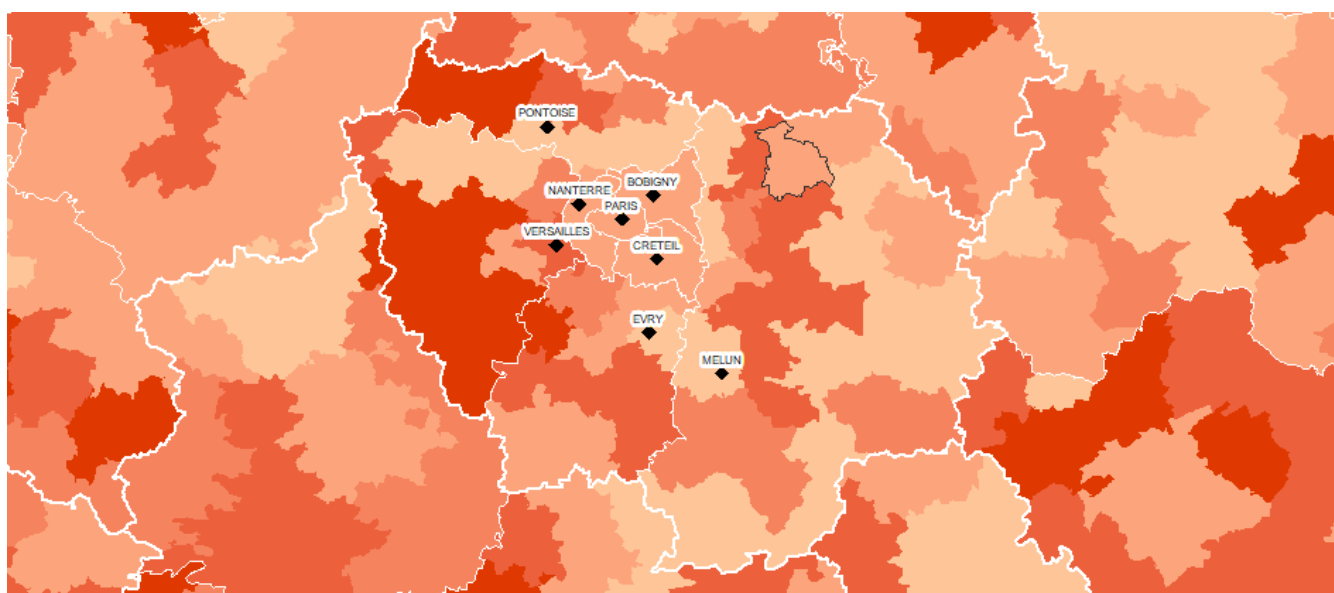 PONTOISE
NANTERRE
BOBIGNY
PARIS
VERSAILLES
CRETEIL
EVRY
MELUN